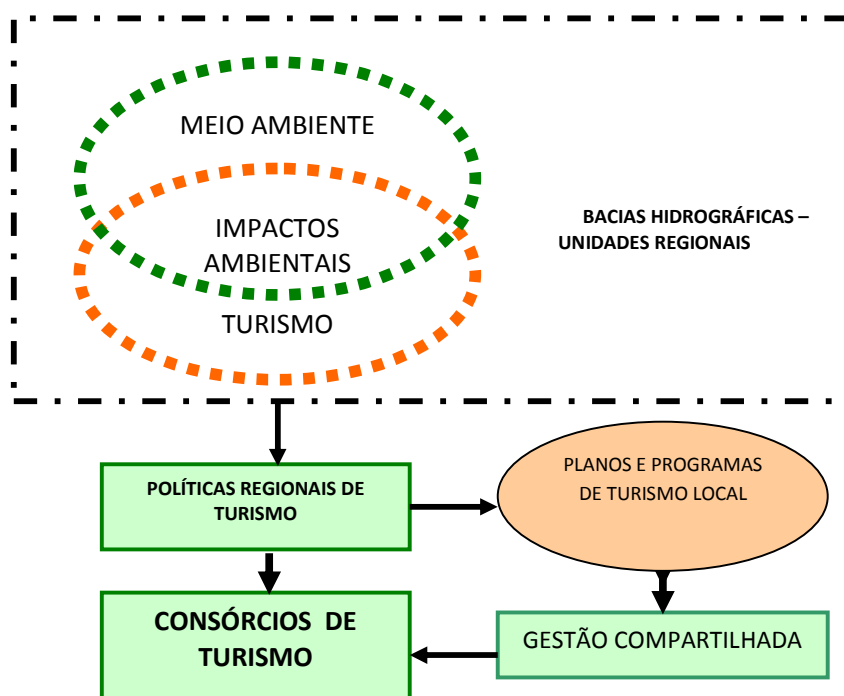 MEIO AMBIENTE
IMPACTOS
AMBIENTAIS
TURISMO
BACIAS HIDROGRÁFICAS –
UNIDADES REGIONAIS
POLÍTICAS REGIONAIS DE
TURISMO
PLANOS E PROGRAMAS
DE TURISMO LOCAL
CONSÓRCIOS DE
TURISMO
GESTÃO COMPARTILHADA